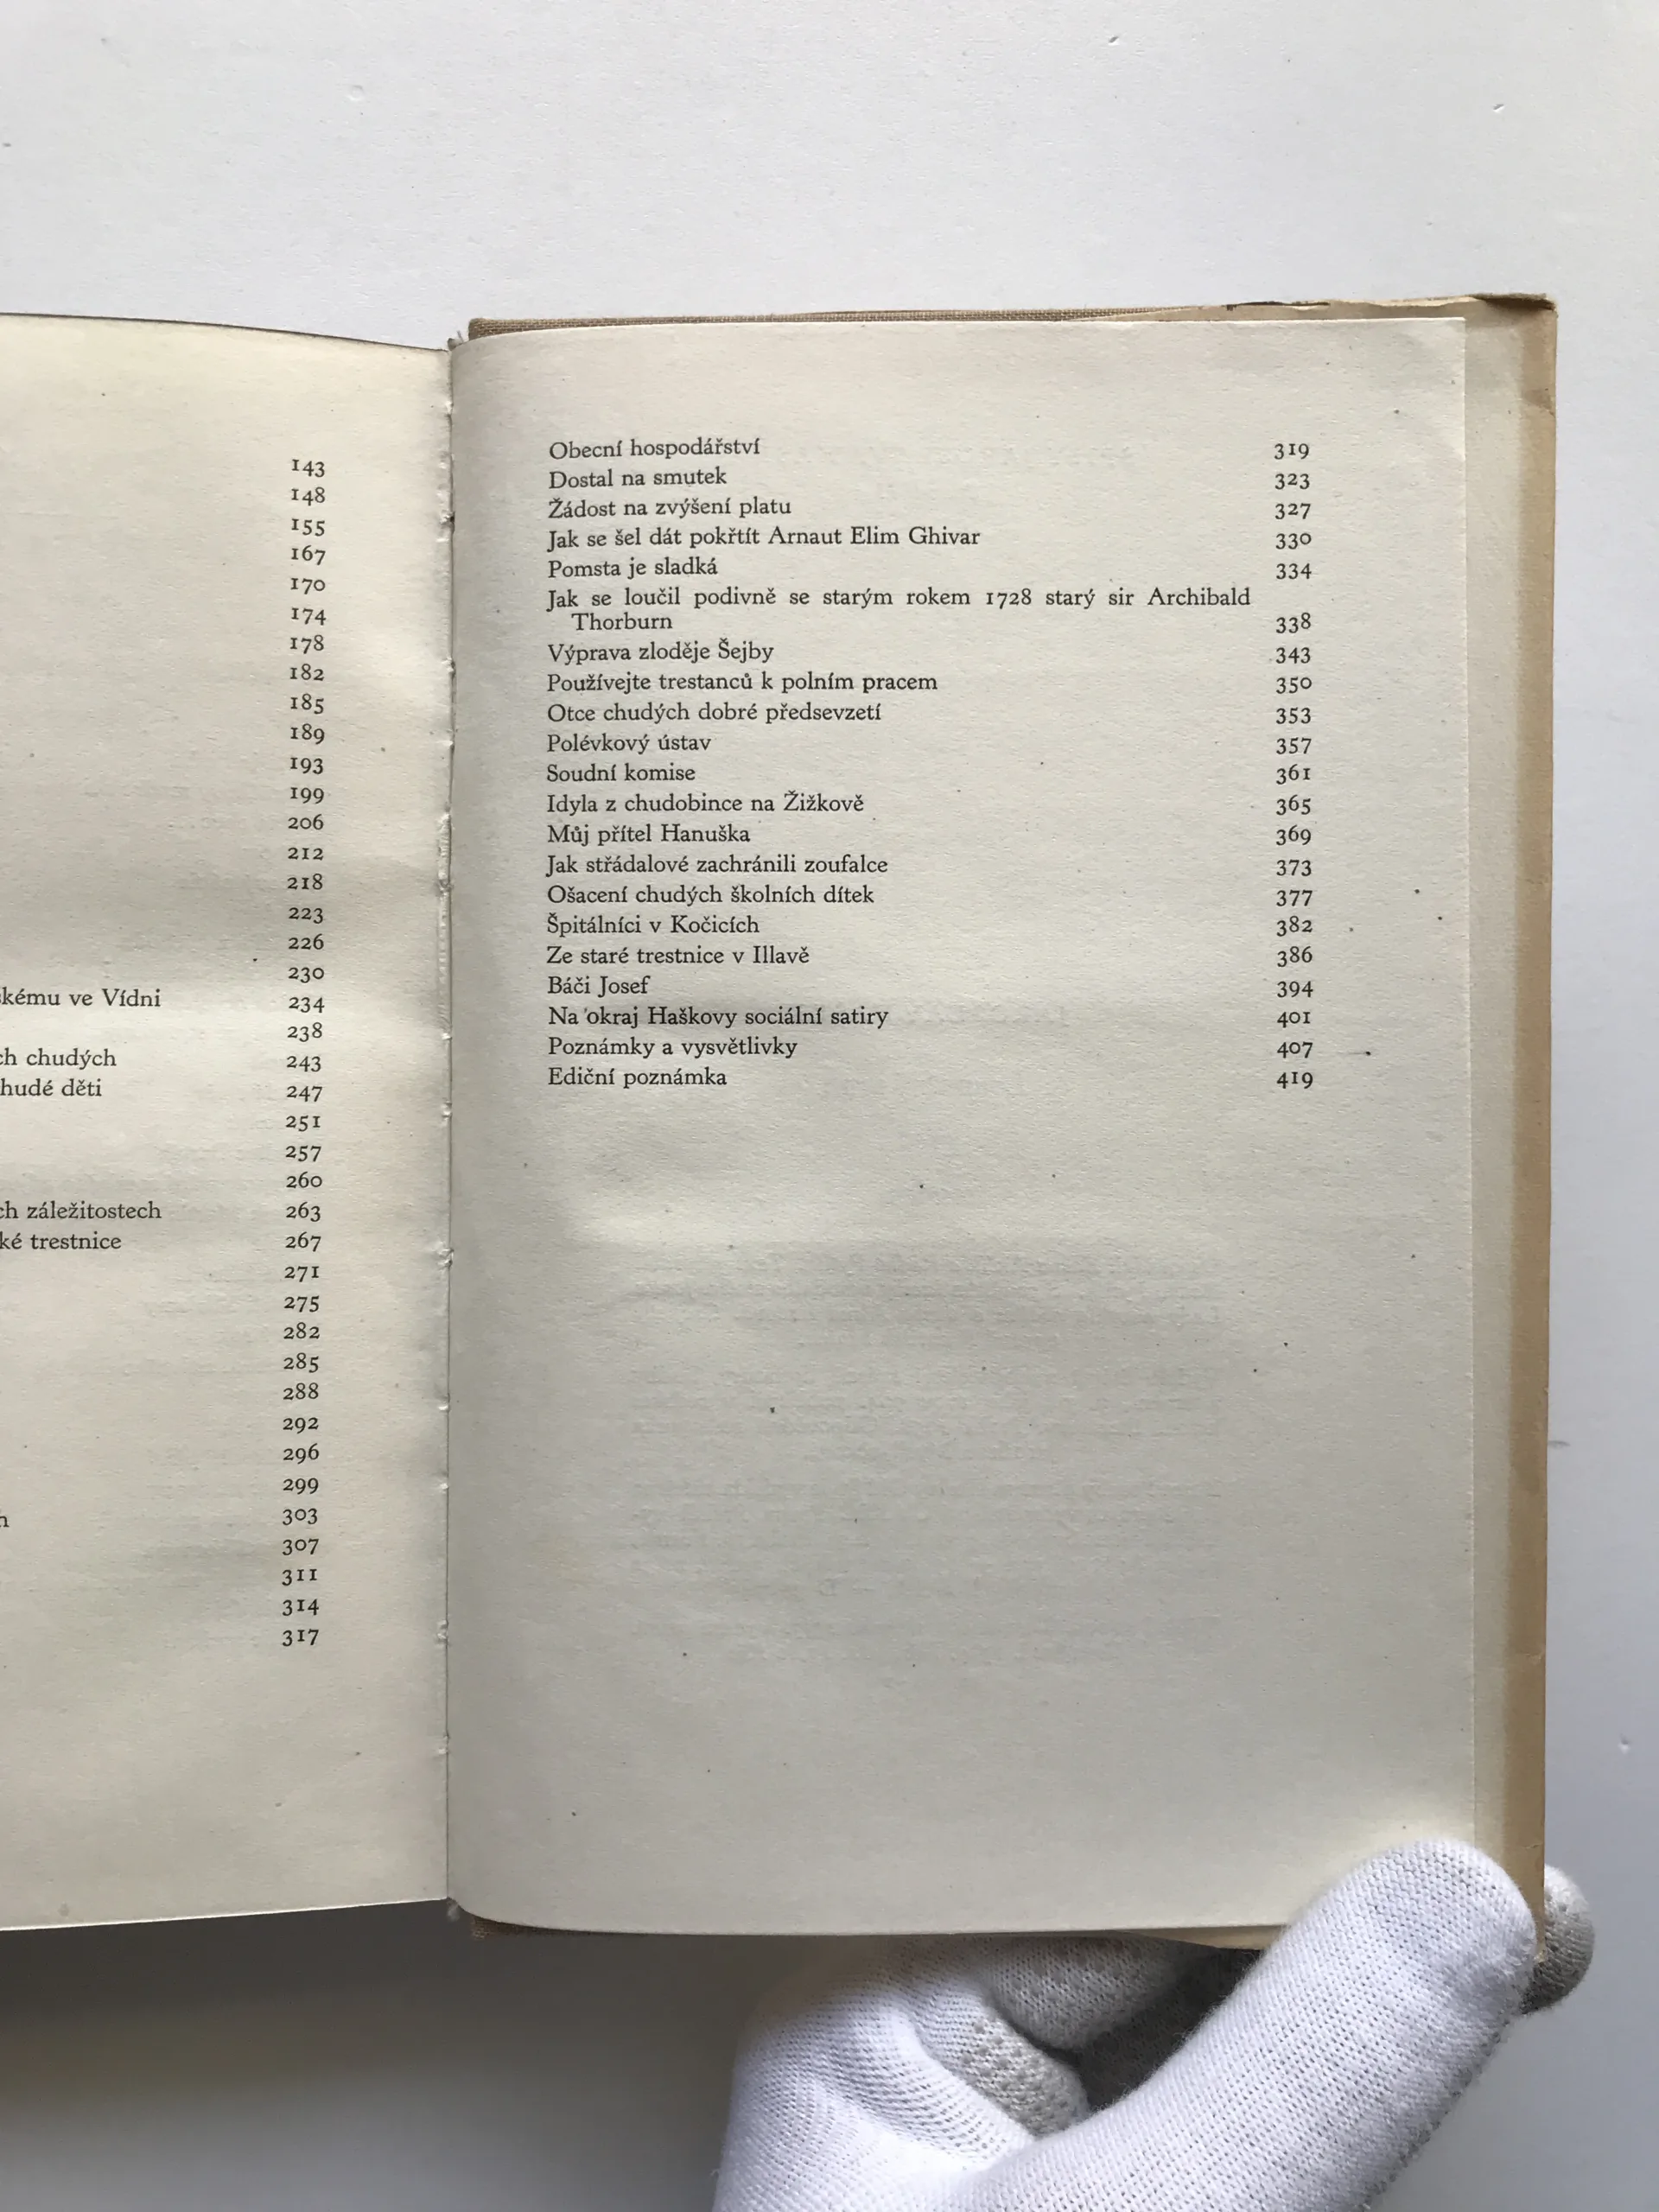 143
148
155
167
170
174
178
182
185
189
193
199
206
212
218
223
226
230
kému ve Vídni 234
238
ch chudých 243
hudé děti 247
251
257
260
ch záležitostech 263
ké trestnice 267
271
275
282
285
288
292
296
299
303
307
311
314
317
Obecní hospodářství 319
Dostal na smutek 323
Žádost na zvýšení platu 327
Jak se šel dát pokřtít Arnaut Elim Ghivar 330
Pomsta je sladká 334
Jak se loučil podivně se starým rokem 1728 starý sir Archibald
Thorburn 338
Výprava zloděje Šejby 343
Používejte trestanců k polním pracem 350
Otce chudých dobré předsevzetí 353
Polévkový ústav 357
Soudní komise 361
Idyla z chudobince na Žižkově 365
Můj přítel Hanuška 369
Jak střádalové zachránili zoufalce 373
Ošacení chudých školních dítek 377
Špitálníci v Kočicích 382
Ze staré trestnice v Illavě 386
Báči Josef 394
Na okraj Haškovy sociální satiry 401
Poznámky a vysvětlivky 407
Ediční poznámka 419